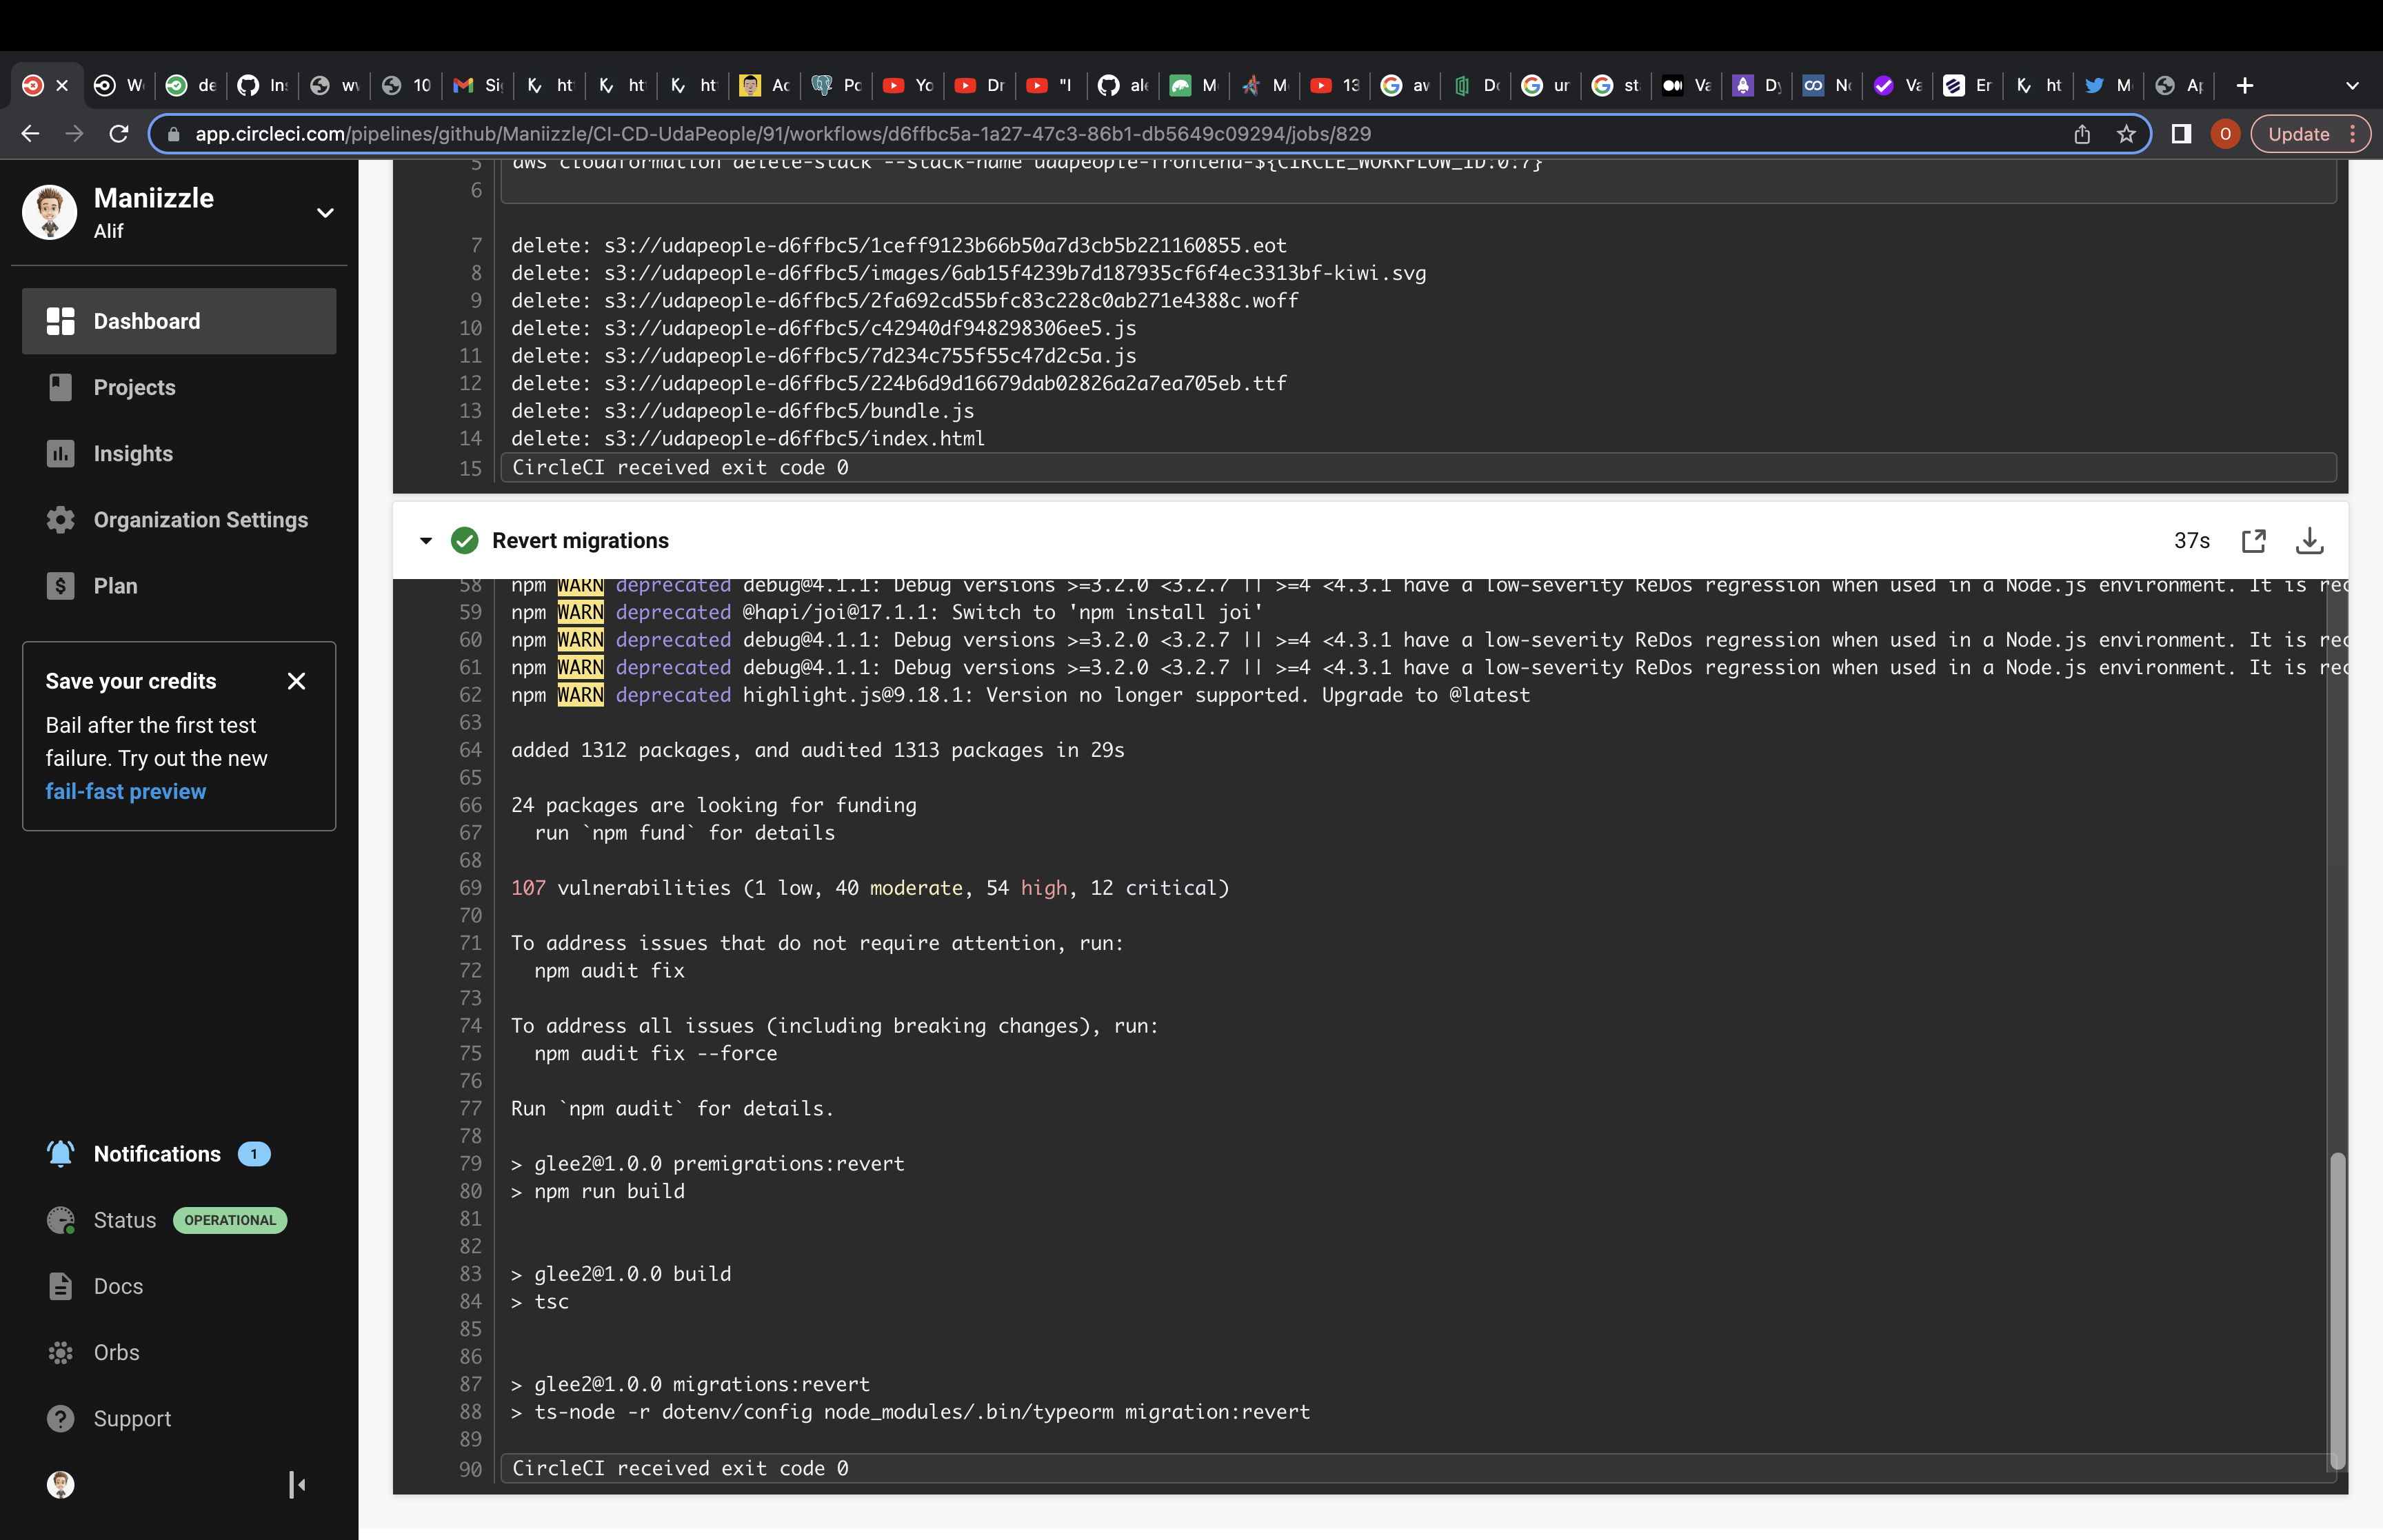 W
de
In
w
10
Si
ht
ht
ht
Ac
Po
Yo
Dr
"I
al
M
M
13
av
Do
ur
st
Va
Dy
No
Va
Er
ht
M
Ap
app.circleci.com/pipelines/github/Maniizzle/CI-CD-UdaPeople/91/workflows/d6ffbc5a-1a27-47c3-86b1-db5649c09294/jobs/829
O
Update
Maniizzle
Alif
Dashboard
Projects
Insights
Organization Settings
Plan
Save your credits
Bail after the first test
failure. Try out the new
fail-fast preview
Notifications 1
Status OPERATIONAL
Docs
Orbs
Support
5 aws cloudformation delete-stack --stack-name udapeople-frontend-${CIRCLE_WORKFLOW_ID:0:7}
6
7 delete: s3://udapeople-d6ffbc5/1ceff9123b66b50a7d3cb5b221160855.eot
8 delete: s3://udapeople-d6ffbc5/images/6ab15f4239b7d187935cf6f4ec3313bf-kiwi.svg
9 delete: s3://udapeople-d6ffbc5/2fa692cd55bfc83c228c0ab271e4388c.woff
10 delete: s3://udapeople-d6ffbc5/c42940df948298306ee5.js
11 delete: s3://udapeople-d6ffbc5/7d234c755f55c47d2c5a.js
12 delete: s3://udapeople-d6ffbc5/224b6d9d16679dab02826a2a7ea705eb.ttf
13 delete: s3://udapeople-d6ffbc5/bundle.js
14 delete: s3://udapeople-d6ffbc5/index.html
15 CircleCI received exit code 0
Revert migrations 37s
58 npm WARN deprecated debug@4.1.1: Debug versions >=3.2.0 <3.2.7 || >=4 <4.3.1 have a low-severity ReDos regression when used in a Node.js environment. It is rec
59 npm WARN deprecated @hapi/joi@17.1.1: Switch to 'npm install joi'
60 npm WARN deprecated debug@4.1.1: Debug versions >=3.2.0 <3.2.7 || >=4 <4.3.1 have a low-severity ReDos regression when used in a Node.js environment. It is rec
61 npm WARN deprecated debug@4.1.1: Debug versions >=3.2.0 <3.2.7 || >=4 <4.3.1 have a low-severity ReDos regression when used in a Node.js environment. It is rec
62 npm WARN deprecated highlight.js@9.18.1: Version no longer supported. Upgrade to @latest
63
64 added 1312 packages, and audited 1313 packages in 29s
65
66 24 packages are looking for funding
67 run `npm fund` for details
68
69 107 vulnerabilities (1 low, 40 moderate, 54 high, 12 critical)
70
71 To address issues that do not require attention, run:
72 npm audit fix
73
74 To address all issues (including breaking changes), run:
75 npm audit fix --force
76
77 Run `npm audit` for details.
78
79 > glee2@1.0.0 premigrations:revert
80 > npm run build
81
82
83 > glee2@1.0.0 build
84 > tsc
85
86
87 > glee2@1.0.0 migrations:revert
88 > ts-node -r dotenv/config node_modules/.bin/typeorm migration:revert
89
90 CircleCI received exit code 0